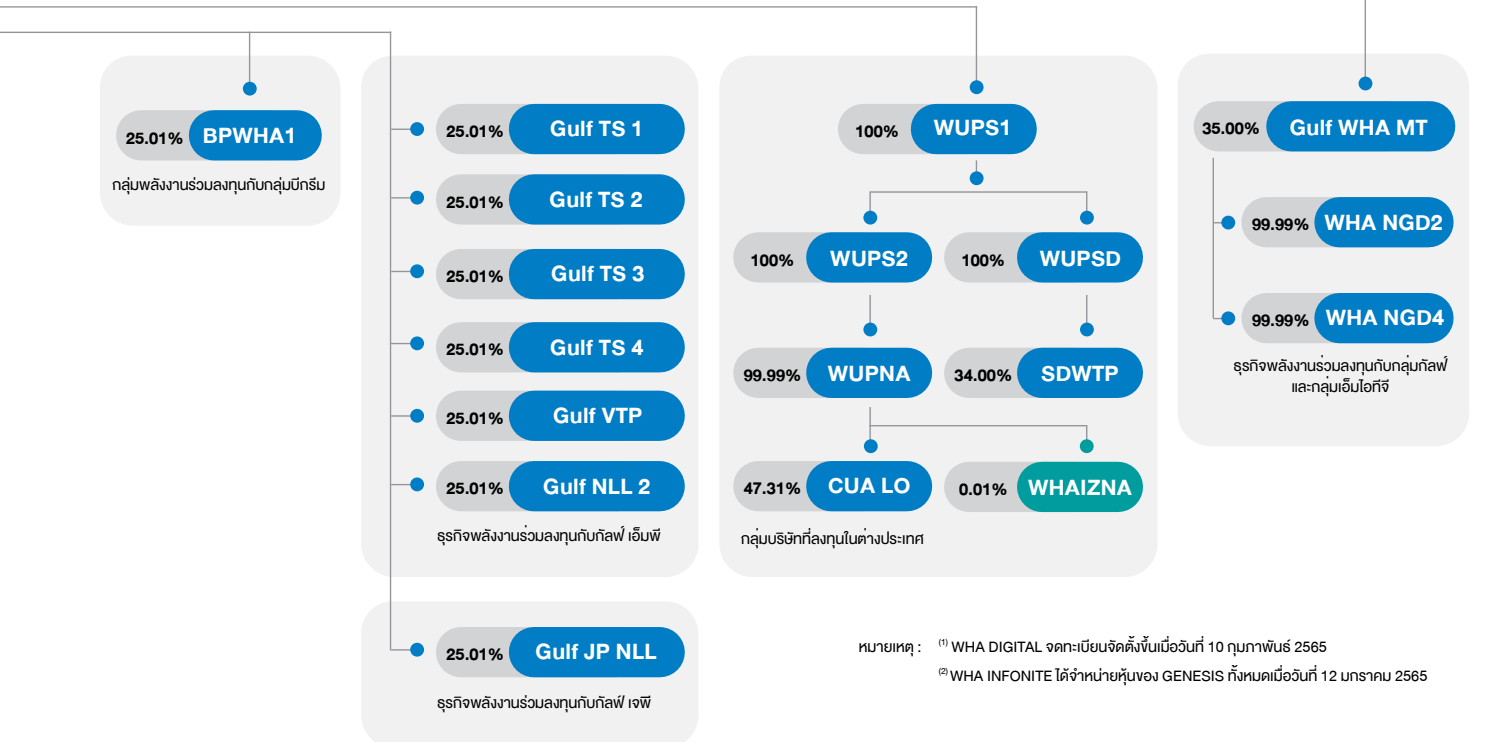 25.01% BPWHA1
กลุ่มพลังงานร่วมลงทุนกับกลุ่มบีกริม
25.01% Gulf TS 1
25.01% Gulf TS 2
25.01% Gulf TS 3
25.01% Gulf TS 4
25.01% Gulf VTP
25.01% Gulf NLL 2
ธุรกิจพลังงานร่วมลงทุนกับกัลฟ์ เอ็มพี
25.01% Gulf JP NLL
ธุรกิจพลังงานร่วมลงทุนกับกัลฟ์ เจพี
100% WUPS1
100% WUPS2 100% WUPSD
99.99% WUPNA 34.00% SDWTP
47.31% CUA LO 0.01% WHAIZNA
กลุ่มบริษัทที่ลงทุนในต่างประเทศ
35.00% Gulf WHA MT
99.99% WHA NGD2
99.99% WHA NGD4
ธุรกิจพลังงานร่วมลงทุนกับกลุ่มกัลฟ์
และกลุ่มเอ็มไอทีจี
หมายเหตุ : (1) WHA DIGITAL จดทะเบียนจัดตั้งขึ้นเมื่อวันที่ 10 กุมภาพันธ์ 2565
(2) WHA INFONITE ได้จำหน่ายหุ้นของ GENESIS ทั้งหมดเมื่อวันที่ 12 มกราคม 2565